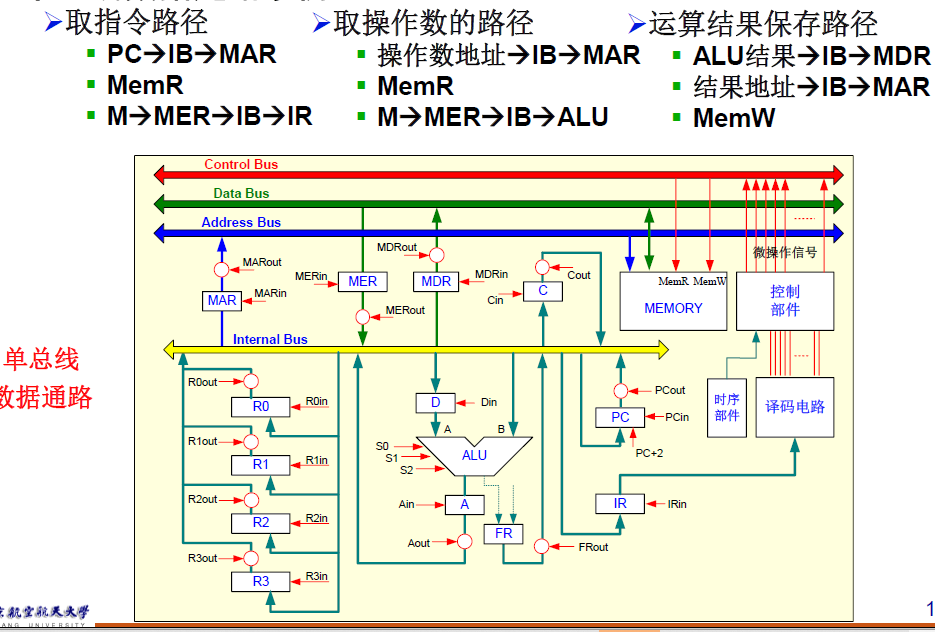 ➢取指令路径
▪ PC→IB→MAR
▪ MemR
▪ M→MER→IB→IR
➢取操作数的路径
▪ 操作数地址→IB→MAR
▪ MemR
▪ M→MER→IB→ALU
➢运算结果保存路径
▪ ALU结果→IB→MDR
▪ 结果地址→IB→MAR
▪ MemW
单总线
数据通路
Control Bus
Data Bus
Address Bus
MARout
MAR
MARin
MERin
MER
MERout
MDRout
MDR
MDRin
Cout
Cin
C
MemR MemW
MEMORY
微操作信号
......
控制
部件
Internal Bus
R0out
R0
R0in
R1out
R1
R1in
R2out
R2
R2in
R3out
R3
R3in
D
Din
A
B
S0
S1
S2
ALU
Ain
A
Aout
FR
FRout
PCout
PC
PCin
PC+2
IR
IRin
时序
部件
......
译码电路
航空航天大学
ANG UNIVERSITY
1